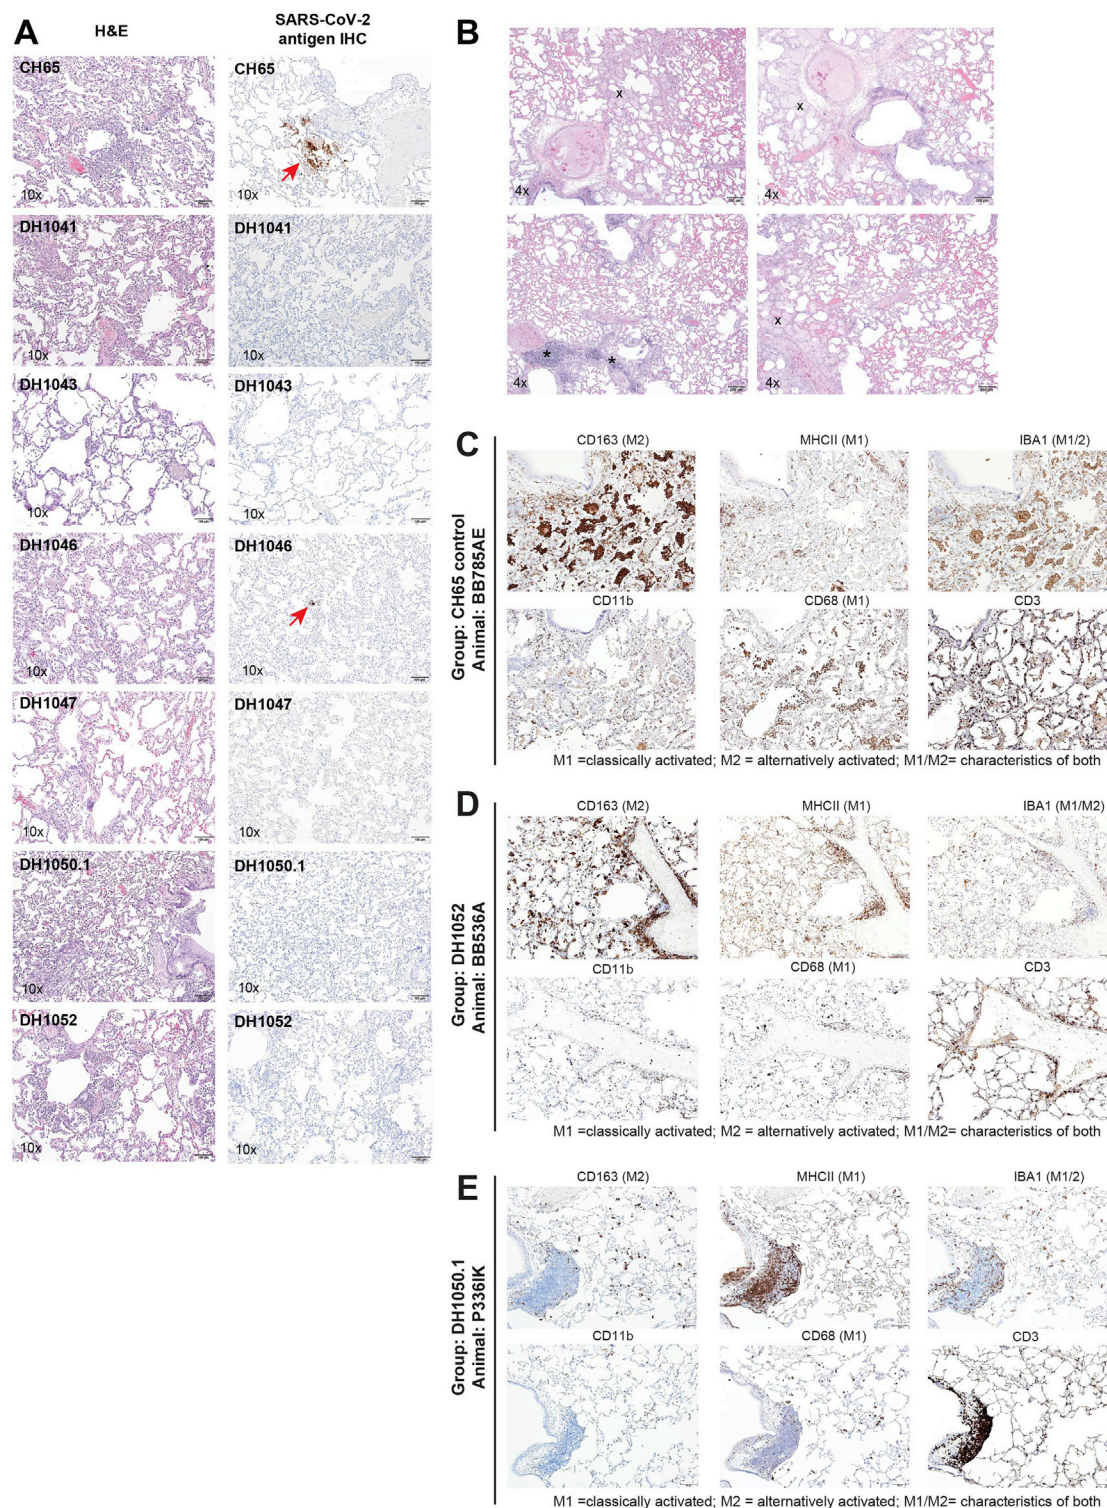 A
H&E
SARS-CoV-2
antigen IHC
CH65
10x
CH65
10x
DH1041
10x
DH1041
10x
DH1043
10x
DH1043
10x
DH1046
10x
DH1046
10x
DH1047
10x
DH1047
10x
DH1050.1
10x
DH1050.1
10x
DH1052
10x
DH1052
10x
B
x
4x
x
4x
* *
4x
x
4x
C
Group: CH65 control
Animal: BB785AE
CD163 (M2) MHCII (M1) IBA1 (M1/2)
CD11b CD68 (M1) CD3
M1 =classically activated; M2 = alternatively activated; M1/M2= characteristics of both
D
Group: DH1052
Animal: BB536A
CD163 (M2) MHCII (M1) IBA1 (M1/M2)
CD11b CD68 (M1) CD3
M1 =classically activated; M2 = alternatively activated; M1/M2= characteristics of both
E
Group: DH1050.1
Animal: P336IK
CD163 (M2) MHCII (M1) IBA1 (M1/2)
CD11b CD68 (M1) CD3
M1 =classically activated; M2 = alternatively activated; M1/M2= characteristics of both